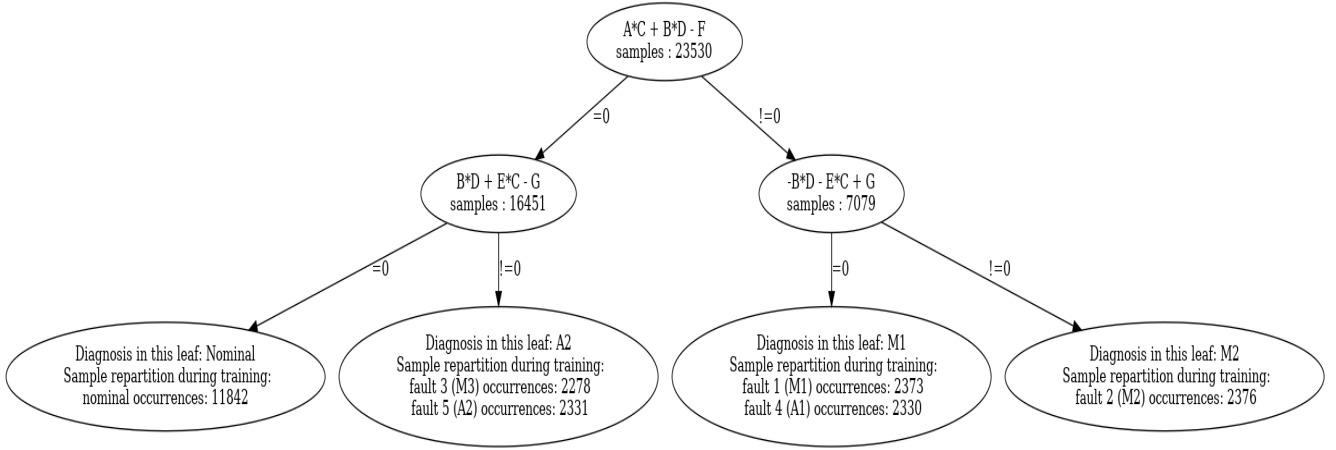 A*C + B*D - F
samples : 23530
=0
!=0
B*D + E*C - G
samples : 16451
-B*D - E*C + G
samples : 7079
=0
!=0
=0
!=0
Diagnosis in this leaf: Nominal
Sample repartition during training:
nominal occurrences: 11842
Diagnosis in this leaf: A2
Sample repartition during training:
fault 3 (M3) occurrences: 2278
fault 5 (A2) occurrences: 2331
Diagnosis in this leaf: M1
Sample repartition during training:
fault 1 (M1) occurrences: 2373
fault 4 (A1) occurrences: 2330
Diagnosis in this leaf: M2
Sample repartition during training:
fault 2 (M2) occurrences: 2376